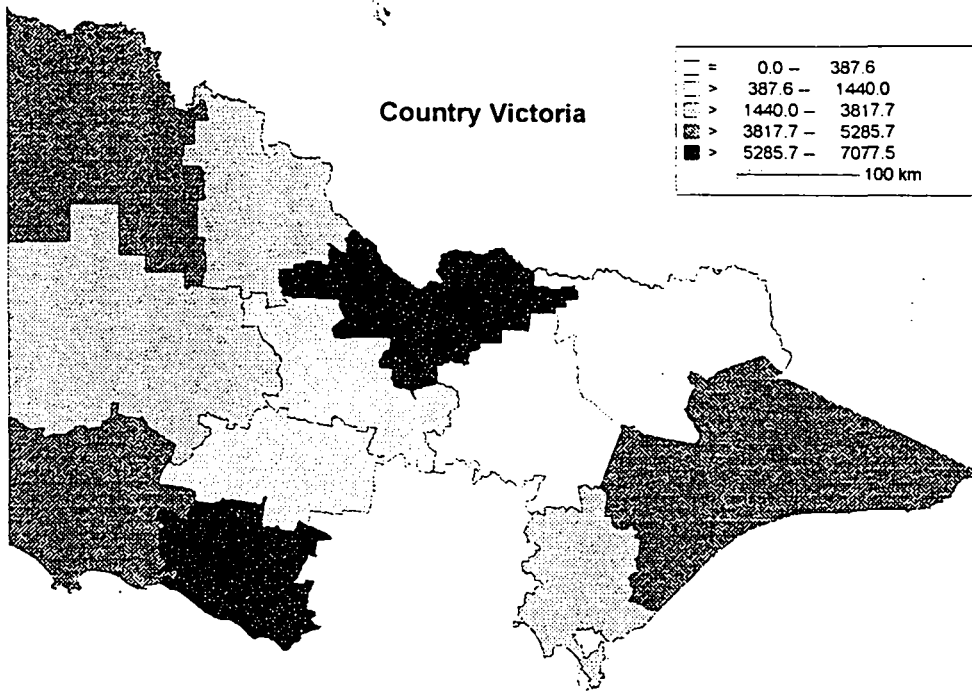 Country Victoria
= 0.0 – 387.6
> 387.6 – 1440.0
> 1440.0 – 3817.7
> 3817.7 – 5285.7
> 5285.7 – 7077.5
100 km